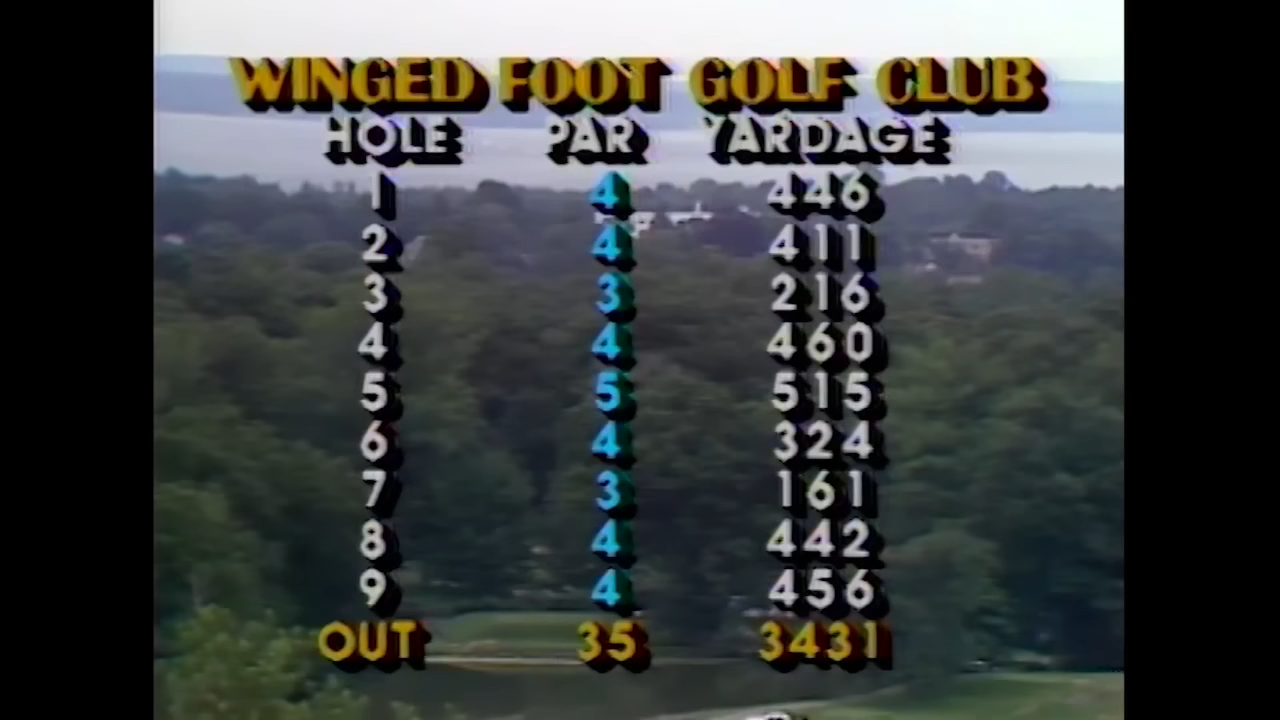 WINGED FOOT GOLF CLUB
HOLE PAR YARDAGE
1 4 446
2 4 411
3 3 216
4 4 460
5 5 515
6 4 324
7 3 161
8 4 442
9 4 456
OUT 35 3431